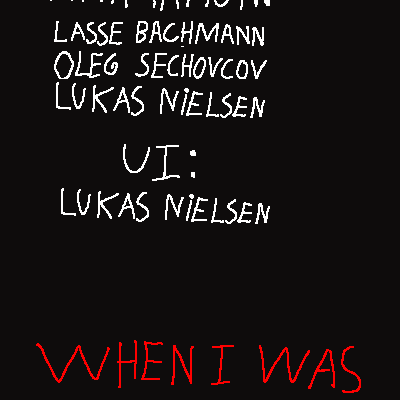 LASSE BACHMANN
OLEG SECHOVCOV
LUKAS NIELSEN
UI:
LUKAS NIELSEN
WHEN I WAS